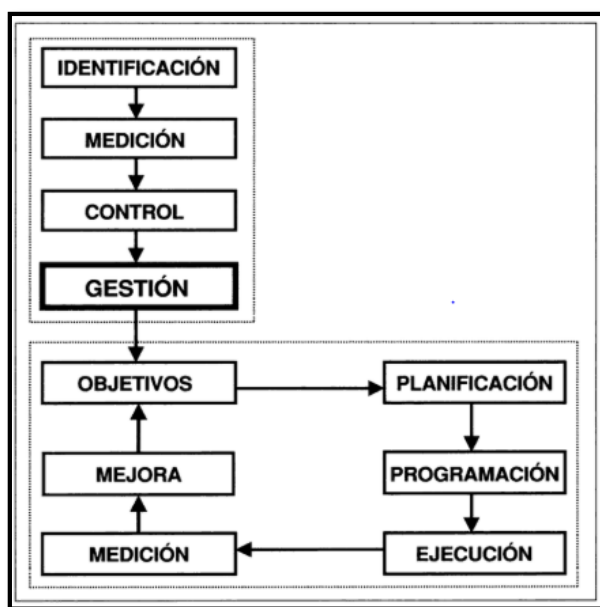 IDENTIFICACIÓN
MEDICIÓN
CONTROL
GESTIÓN
OBJETIVOS
PLANIFICACIÓN
MEJORA
PROGRAMACIÓN
MEDICIÓN
EJECUCIÓN